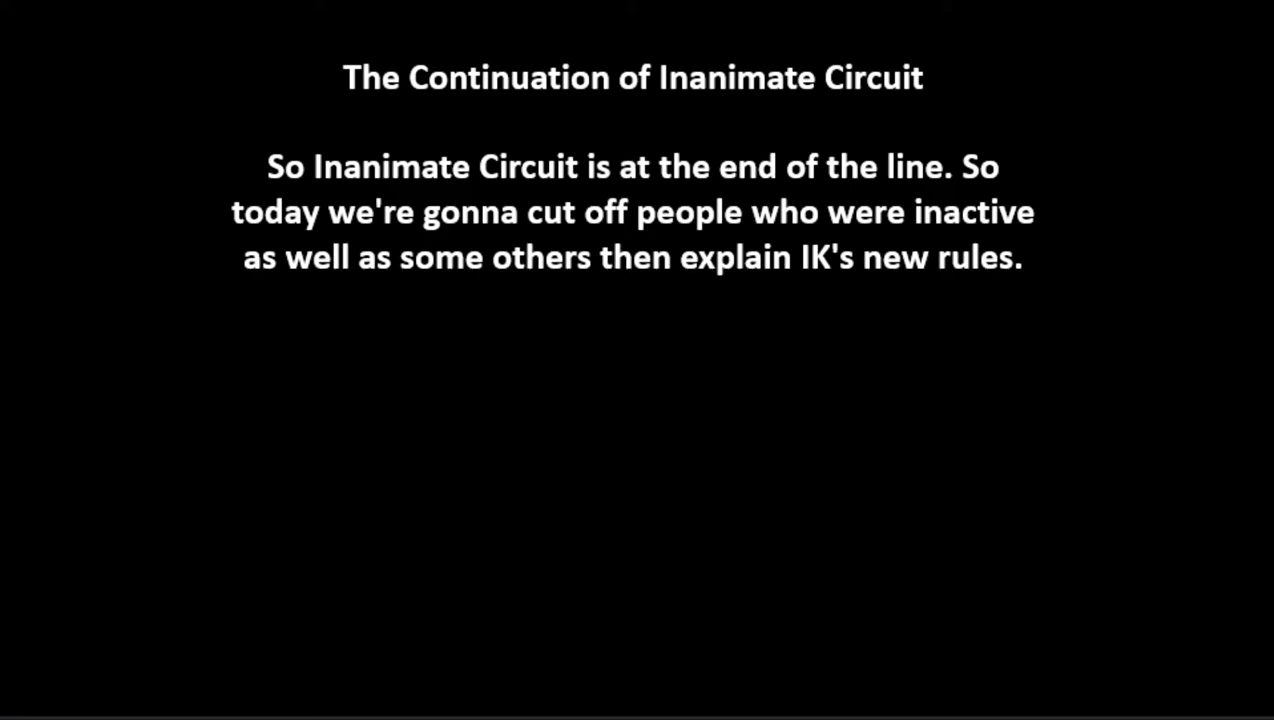 The Continuation of Inanimate Circuit
So Inanimate Circuit is at the end of the line. So
today we're gonna cut off people who were inactive
as well as some others then explain IK's new rules.